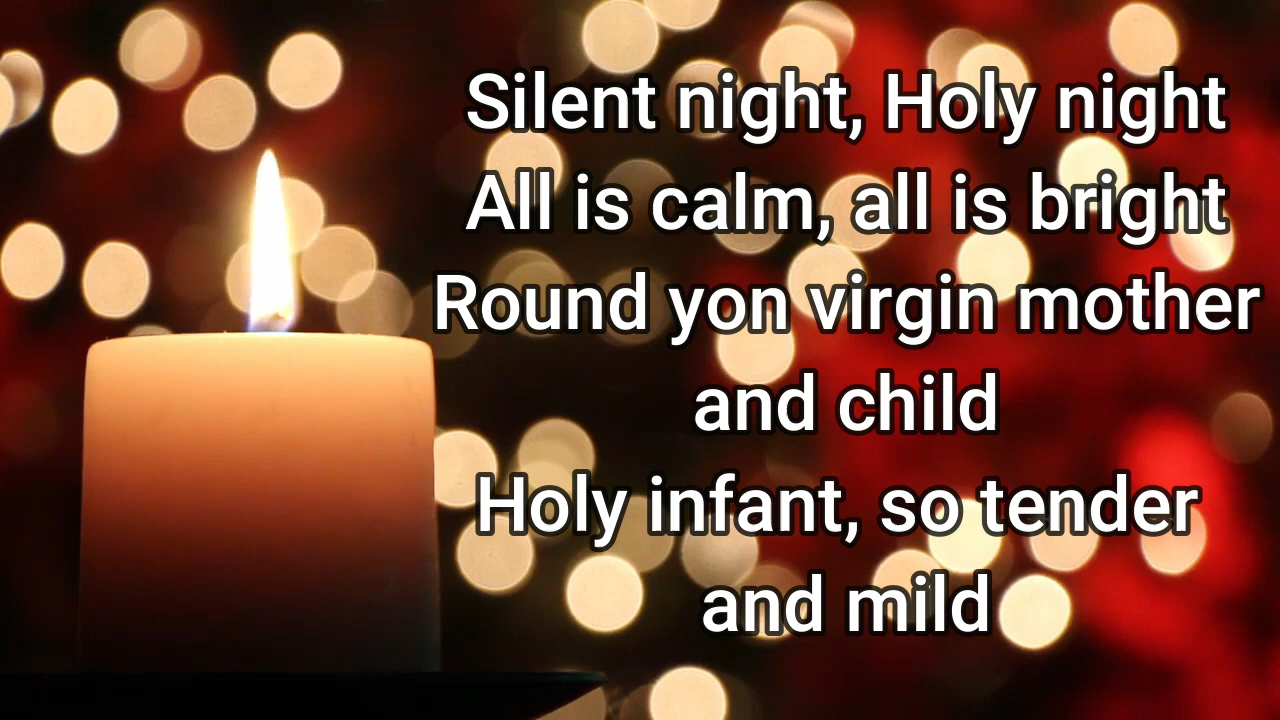 Silent night, Holy night
All is calm, all is bright
Round yon virgin mother
and child
Holy infant, so tender
and mild